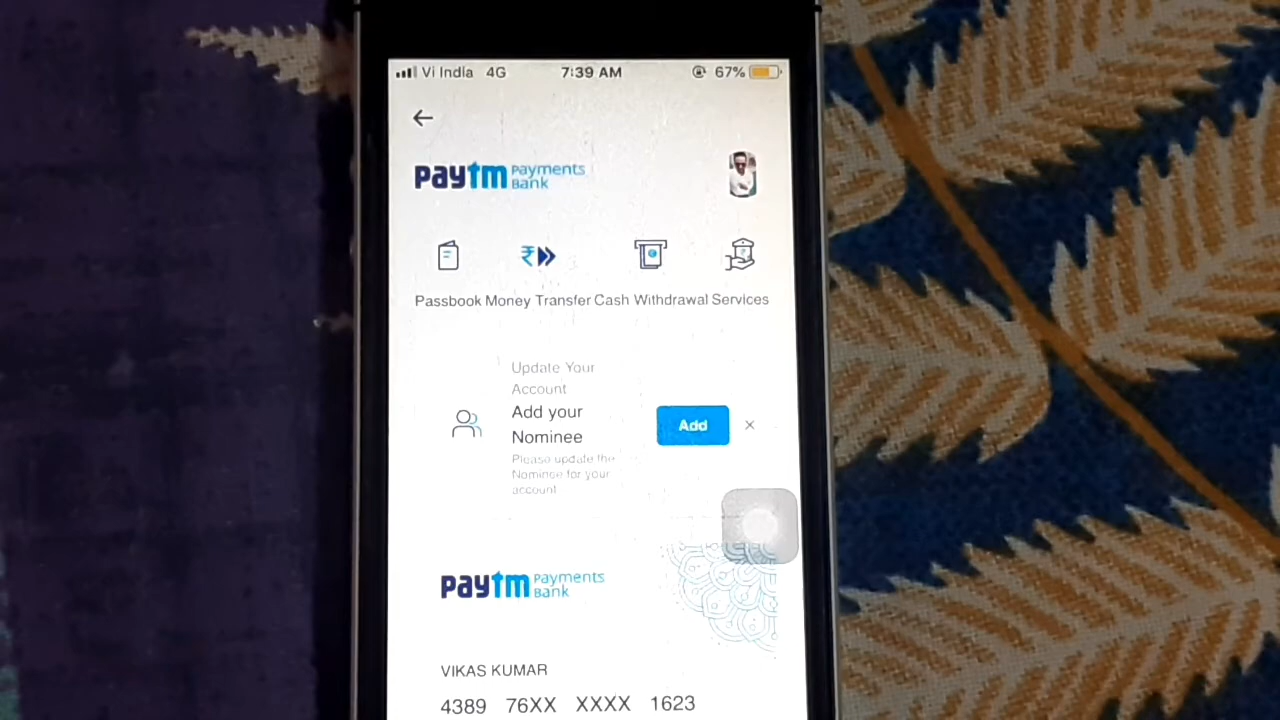 Vi India 4G 7:39 AM 67%
paytm Payments
Bank
₹
Passbook Money Transfer Cash Withdrawal Services
Update Your
Account
Add your
Nominee
Add
Please update the
Nominee for your
account
paytm Payments
Bank
VIKAS KUMAR
4389 76XX XXXX 1623